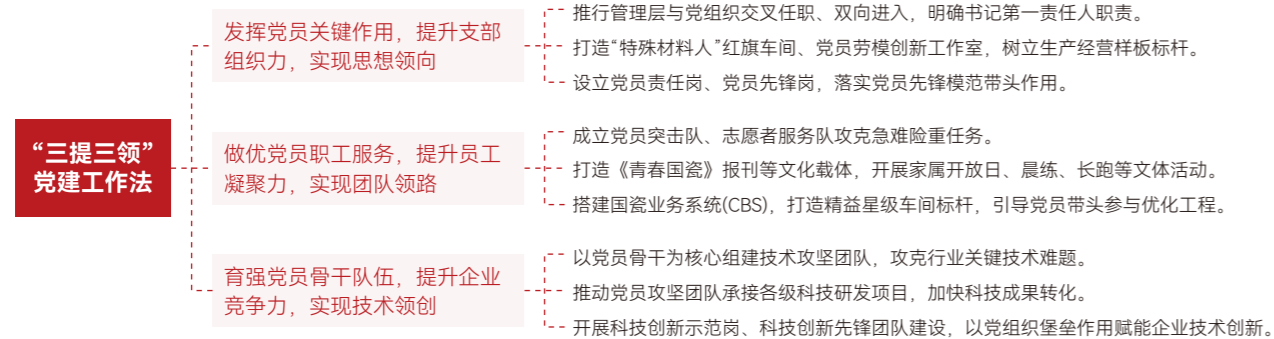 “三提三领”
党建工作法
发挥党员关键作用，提升支部
组织力，实现思想领向
推行管理层与党组织交叉任职、双向进入，明确书记第一责任人职责。
打造“特殊材料人”红旗车间、党员劳模创新工作室，树立生产经营样板标杆。
设立党员责任岗、党员先锋岗，落实党员先锋模范带头作用。
做优党员职工服务，提升员工
凝聚力，实现团队领路
成立党员突击队、志愿者服务队攻克急难险重任务。
打造《青春国瓷》报刊等文化载体，开展家属开放日、晨练、长跑等文体活动。
搭建国瓷业务系统(CBS)，打造精益星级车间标杆，引导党员带头参与优化工程。
育强党员骨干队伍，提升企业
竞争力，实现技术领创
以党员骨干为核心组建技术攻坚团队，攻克行业关键技术难题。
推动党员攻坚团队承接各级科技研发项目，加快科技成果转化。
开展科技创新示范岗、科技创新先锋团队建设，以党组织堡垒作用赋能企业技术创新。